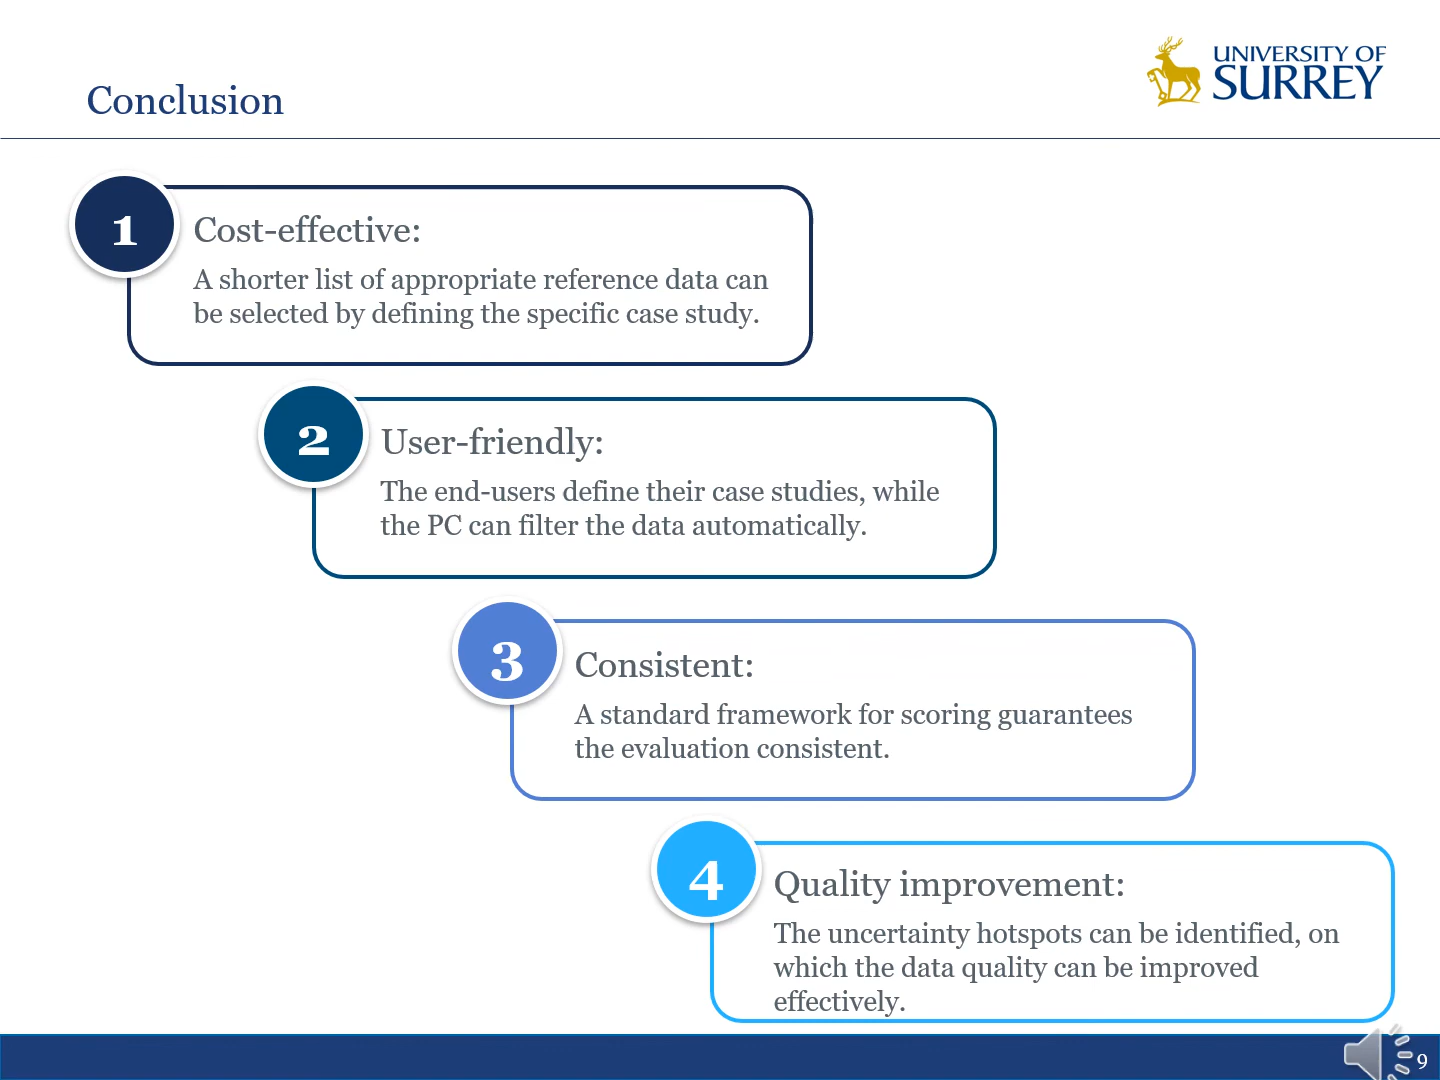 UNIVERSITY OF
SURREY
Conclusion
1
Cost-effective:
A shorter list of appropriate reference data can
be selected by defining the specific case study.
2
User-friendly:
The end-users define their case studies, while
the PC can filter the data automatically.
3
Consistent:
A standard framework for scoring guarantees
the evaluation consistent.
4
Quality improvement:
The uncertainty hotspots can be identified, on
which the data quality can be improved
effectively.
9